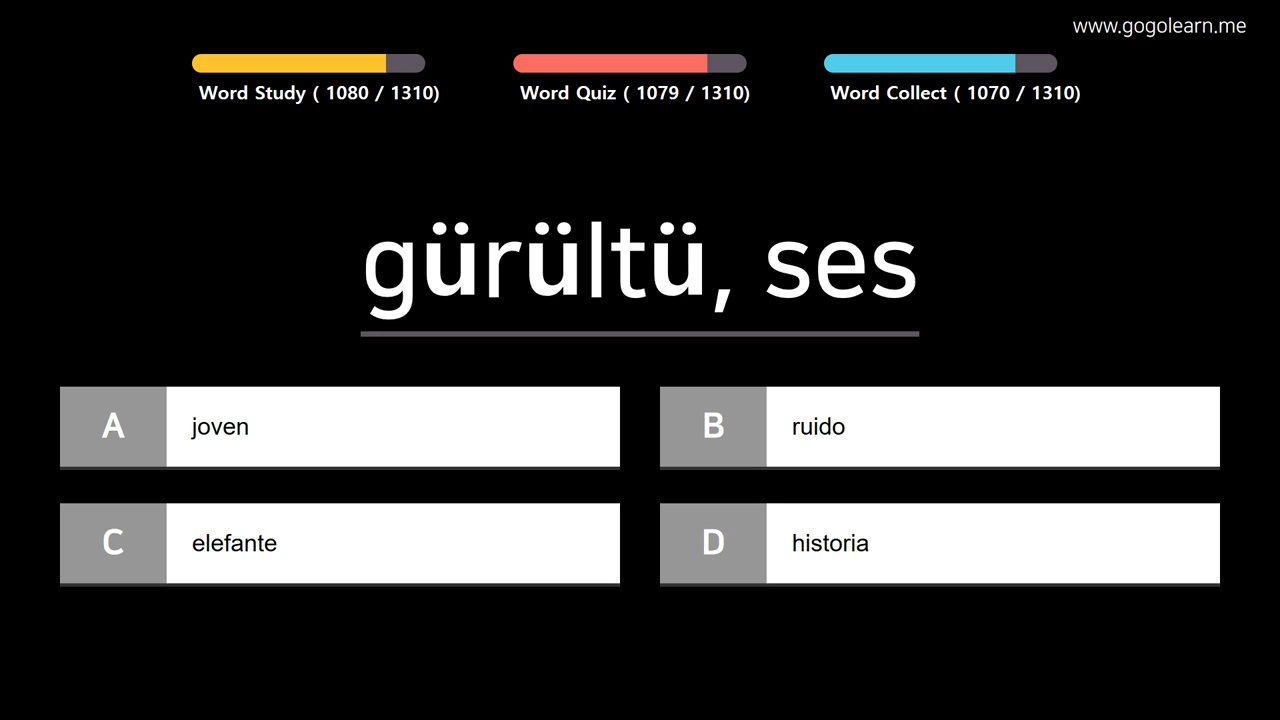 www.gogolearn.me
Word Study ( 1080 / 1310)
Word Quiz ( 1079 / 1310)
Word Collect ( 1070 / 1310)
gürültü, ses
A joven
B ruido
C elefante
D historia